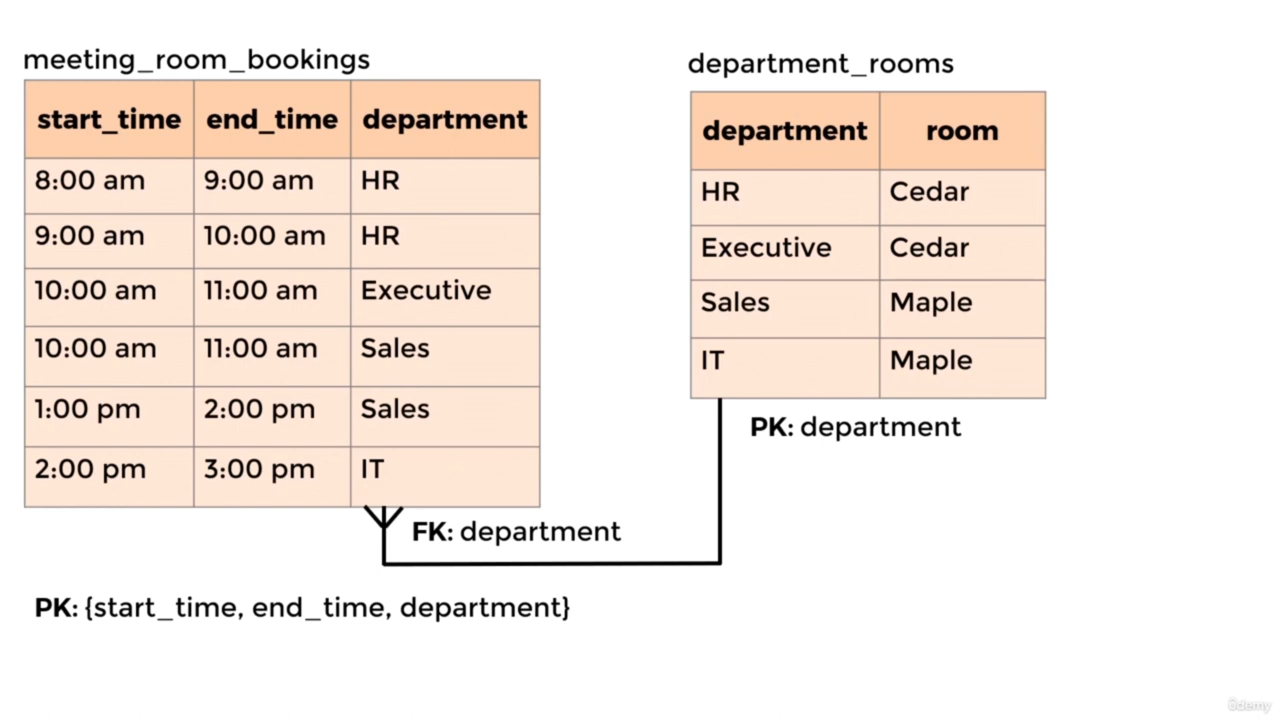 meeting_room_bookings
start_time end_time department
8:00 am 9:00 am HR
9:00 am 10:00 am HR
10:00 am 11:00 am Executive
10:00 am 11:00 am Sales
1:00 pm 2:00 pm Sales
2:00 pm 3:00 pm IT
FK: department
PK: {start_time, end_time, department}
department_rooms
department room
HR Cedar
Executive Cedar
Sales Maple
IT Maple
PK: department
ûdemy